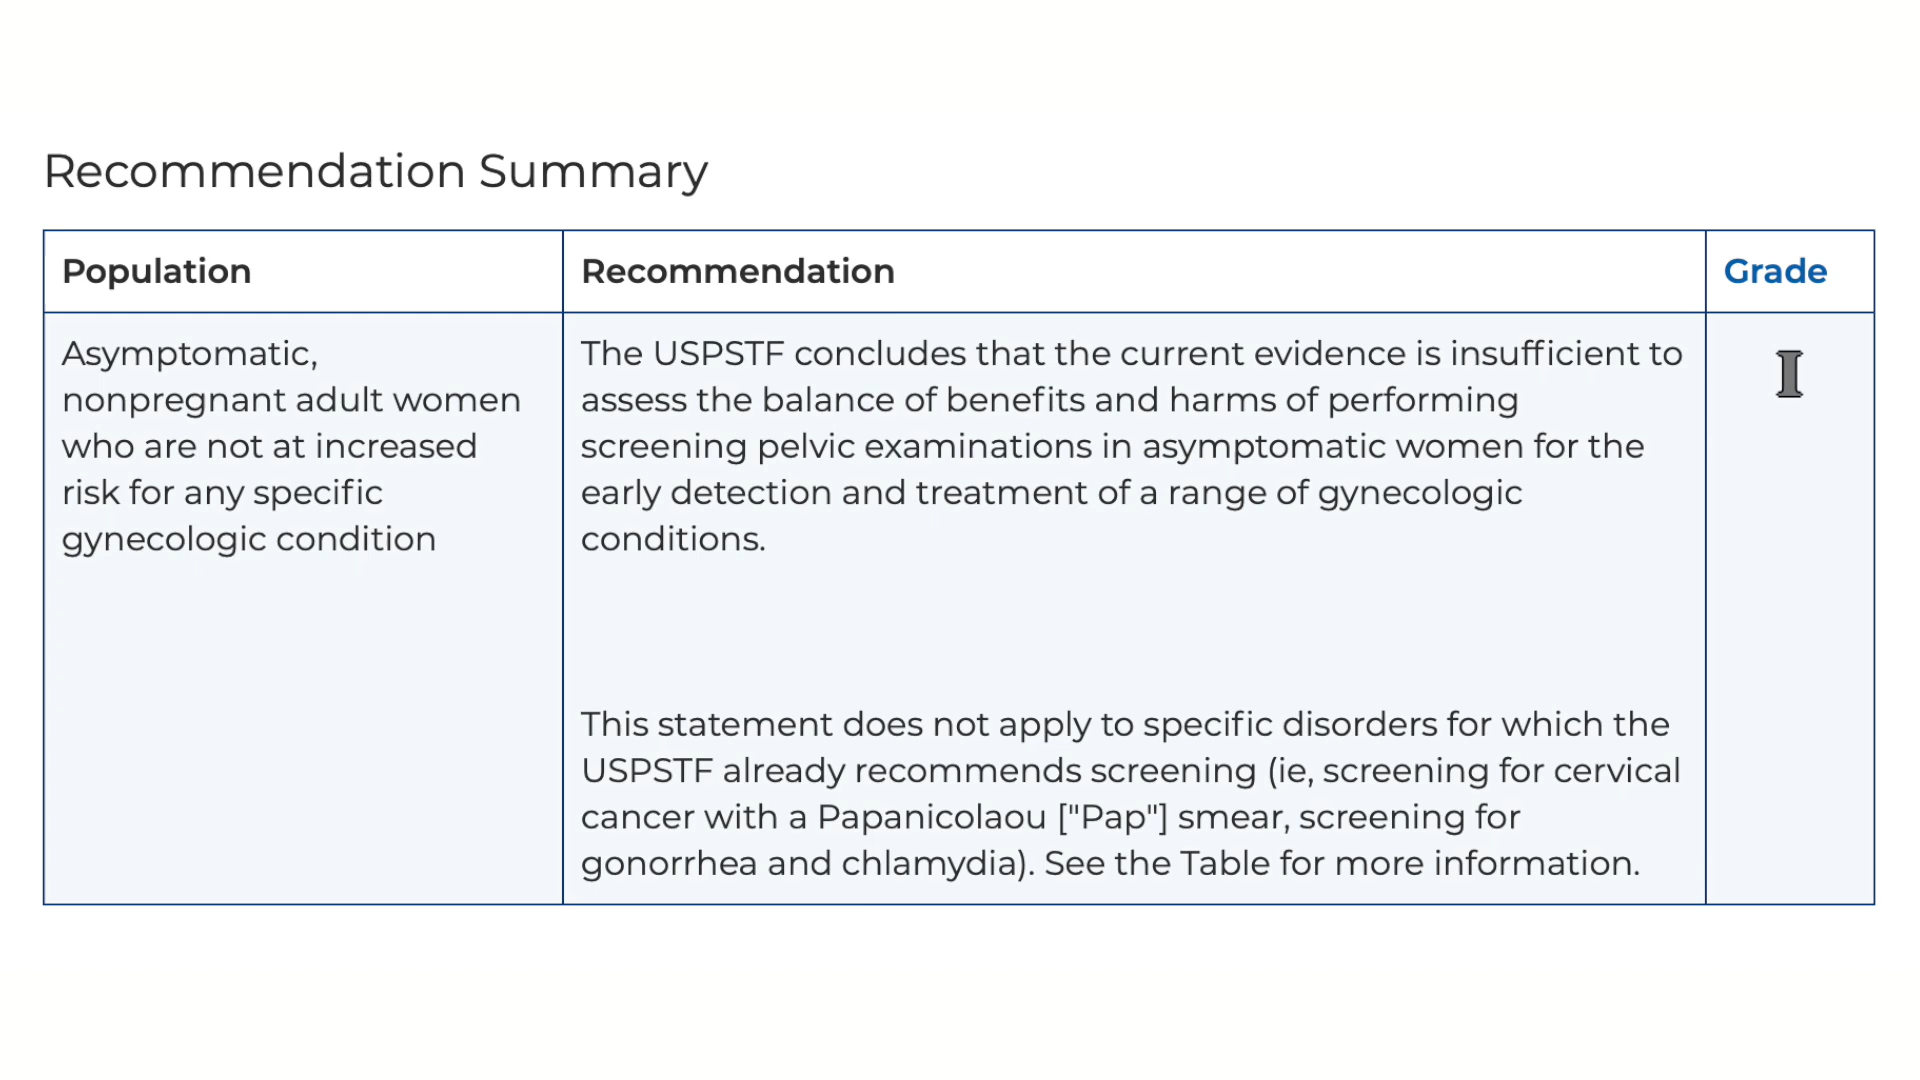 Recommendation Summary
Population
Recommendation
Grade
Asymptomatic,
nonpregnant adult women
who are not at increased
risk for any specific
gynecologic condition
The USPSTF concludes that the current evidence is insufficient to
assess the balance of benefits and harms of performing
screening pelvic examinations in asymptomatic women for the
early detection and treatment of a range of gynecologic
conditions.
This statement does not apply to specific disorders for which the
USPSTF already recommends screening (ie, screening for cervical
cancer with a Papanicolaou ["Pap"] smear, screening for
gonorrhea and chlamydia). See the Table for more information.
I